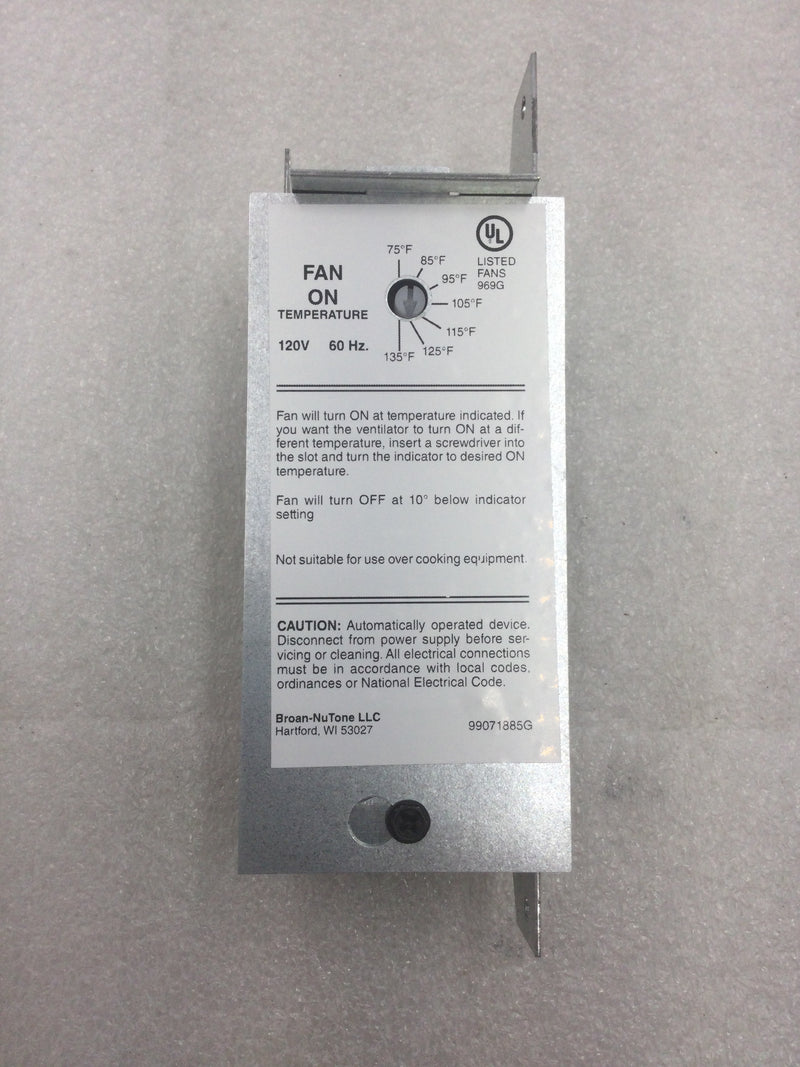 UL
LISTED
FANS
969G
FAN
ON
TEMPERATURE
120V 60 Hz.
75°F
85°F
95°F
105°F
115°F
125°F
135°F
Fan will turn ON at temperature indicated. If
you want the ventilator to turn ON at a dif-
ferent temperature, insert a screwdriver into
the slot and turn the indicator to desired ON
temperature.
Fan will turn OFF at 10° below indicator
setting
Not suitable for use over cooking equipment.
CAUTION: Automatically operated device.
Disconnect from power supply before ser-
vicing or cleaning. All electrical connections
must be in accordance with local codes,
ordinances or National Electrical Code.
Broan-NuTone LLC
Hartford, WI 53027
99071885G